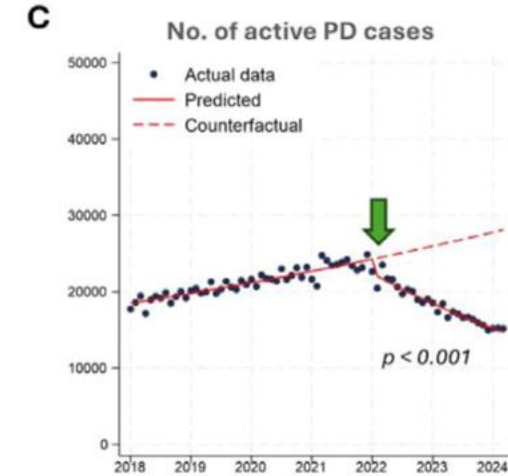 C
No. of active PD cases
50000
Actual data
Predicted
Counterfactual
40000
30000
20000
10000
p < 0.001
0
2018 2019 2020 2021 2022 2023 2024